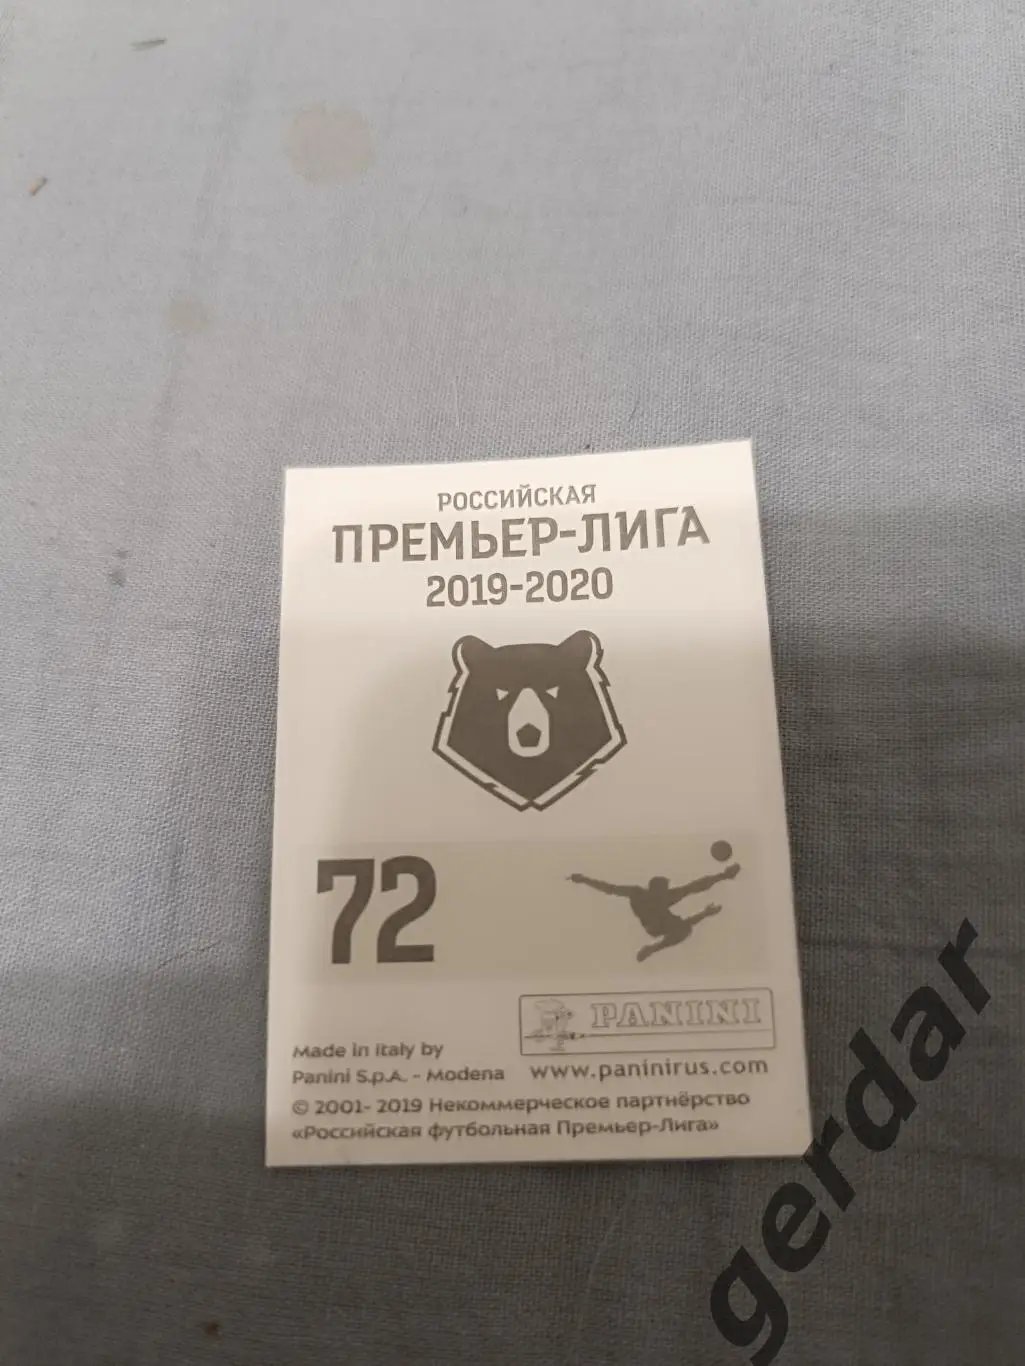 РОССИЙСКАЯ
ПРЕМЬЕР-ЛИГА
2019-2020
72
PANINI
Made in Italy by
Panini S.p.A. - Modena
www.paninirus.com
© 2001- 2019 Некоммерческое партнёрство
«Российская футбольная Премьер-Лига»
gerdar